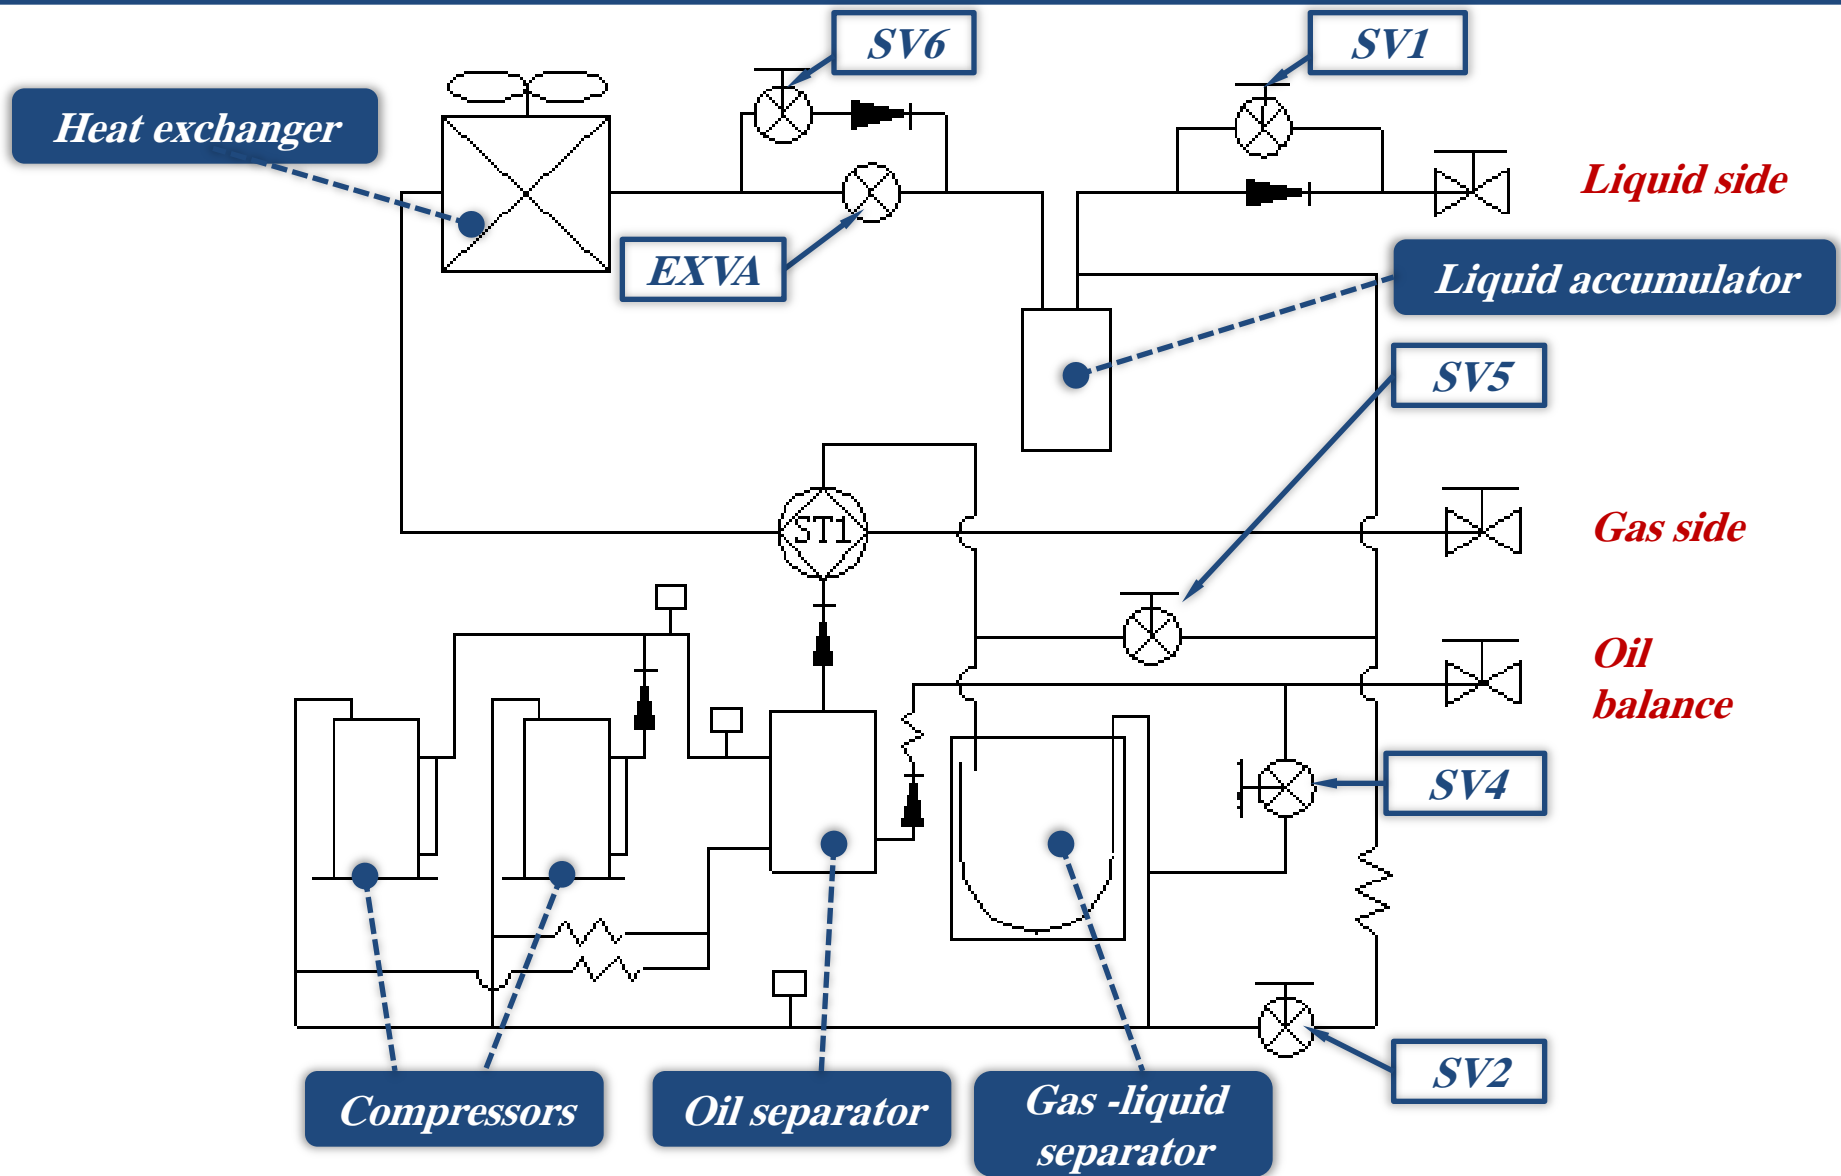 SV6
SV1
Heat exchanger
Liquid side
EXVA
Liquid accumulator
SV5
ST1
Gas side
Oil
balance
SV4
SV2
Compressors
Oil separator
Gas -liquid
separator